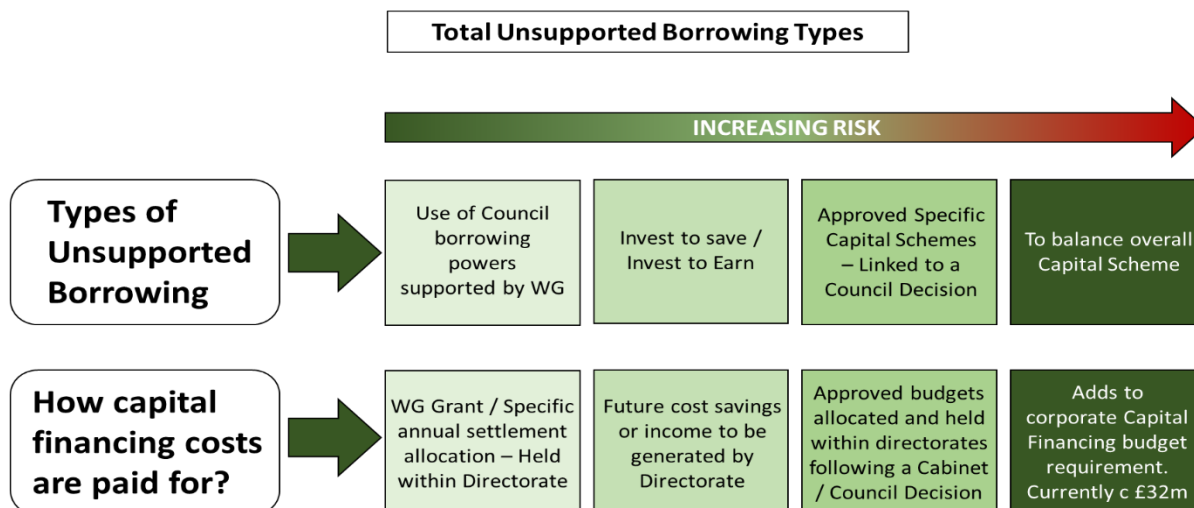 Total Unsupported Borrowing Types
INCREASING RISK
Types of
Unsupported
Borrowing
Use of Council
borrowing
powers
supported by WG
Invest to save /
Invest to Earn
Approved Specific
Capital Schemes
– Linked to a
Council Decision
To balance overall
Capital Scheme
How capital
financing costs
are paid for?
WG Grant / Specific
annual settlement
allocation – Held
within Directorate
Future cost savings
or income to be
generated by
Directorate
Approved budgets
allocated and held
within directorates
following a Cabinet
/ Council Decision
Adds to
corporate Capital
Financing budget
requirement.
Currently c £32m